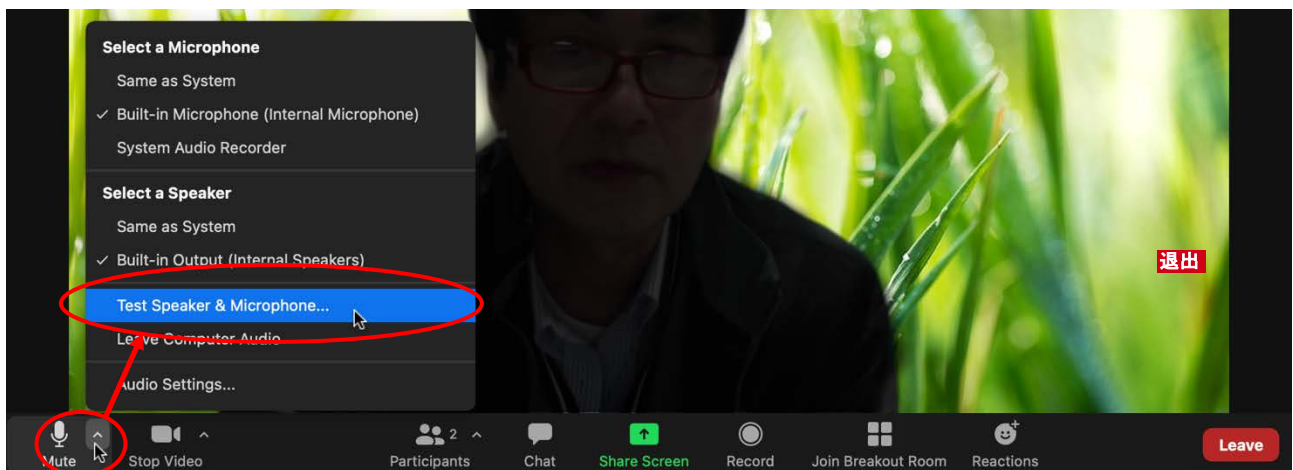 Select a Microphone
Same as System
✓ Built-in Microphone (Internal Microphone)
System Audio Recorder
Select a Speaker
Same as System
✓ Built-in Output (Internal Speakers)
Test Speaker & Microphone...
Leave Computer Audio
Audio Settings...
退出
Mute
Stop Video
2
Participants
Chat
Share Screen
Record
Join Breakout Room
Reactions
Leave